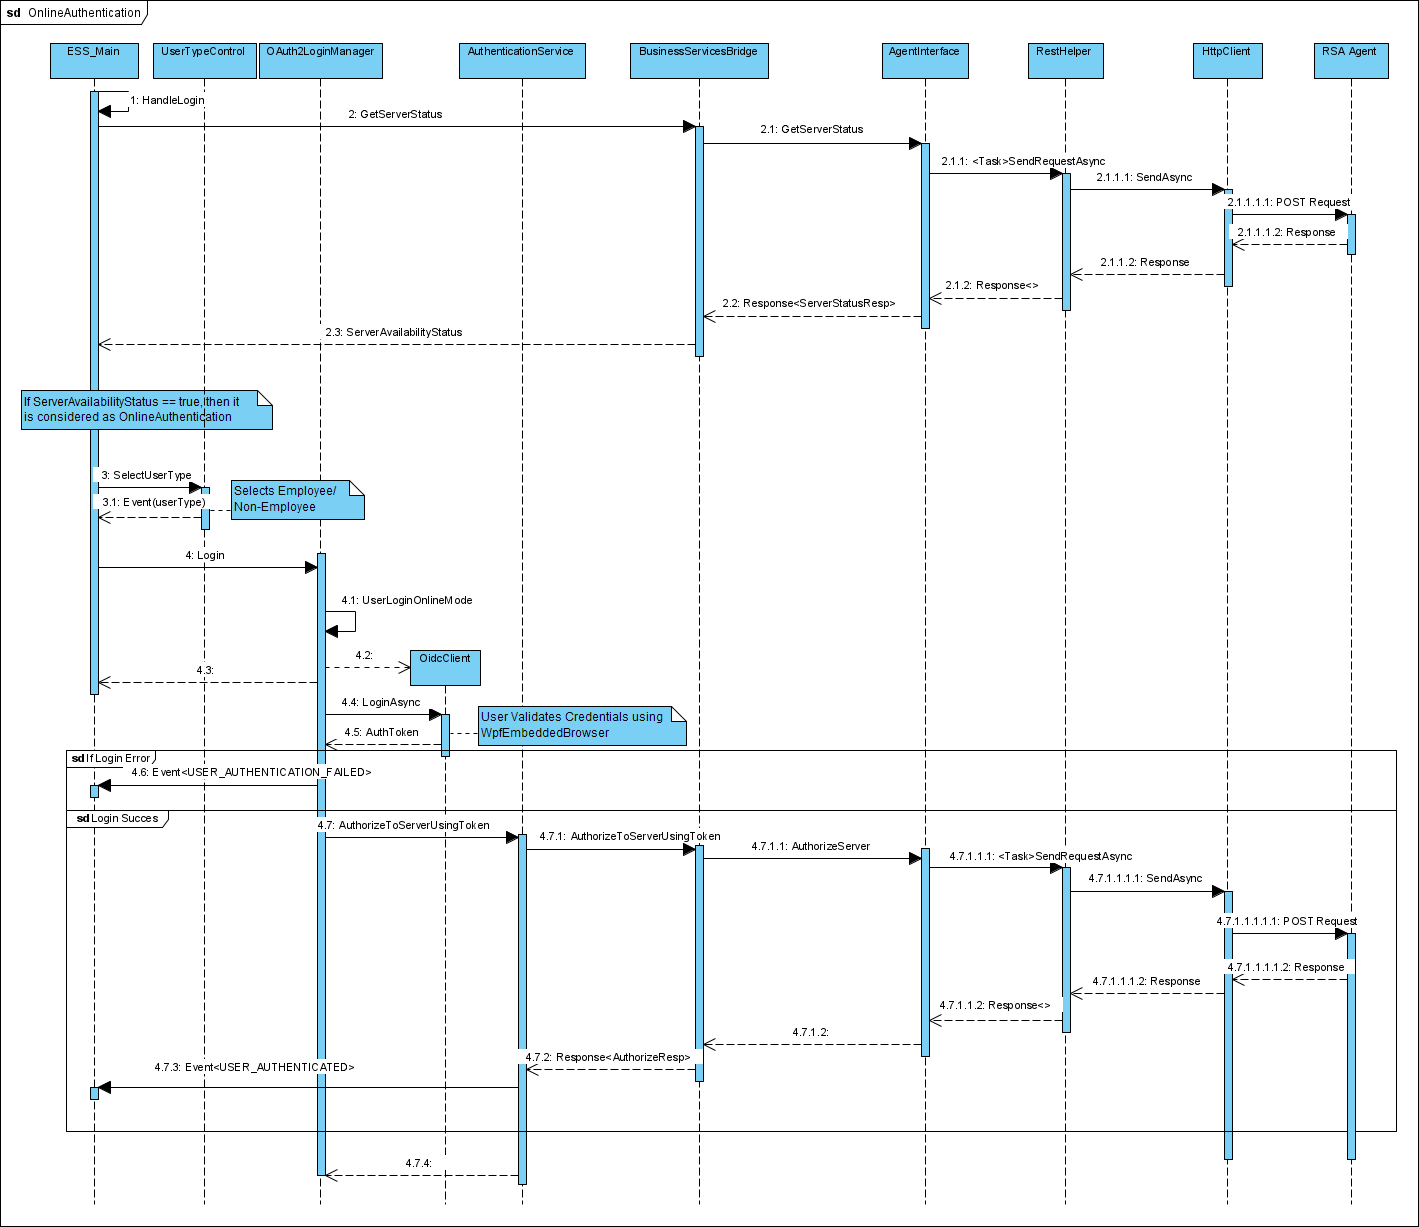 sd OnlineAuthentication
ESS_Main
UserTypeControl
OAuth2LoginManager
AuthenticationService
BusinessServicesBridge
AgentInterface
RestHelper
HttpClient
RSA Agent
1: HandleLogin
2: GetServerStatus
2.1: GetServerStatus
2.1.1: <Task>SendRequestAsync
2.1.1.1: SendAsync
2.1.1.1.1: POST Request
2.1.1.1.2: Response
2.1.1.2: Response
2.1.2: Response<>
2.2: Response<ServerStatusResp>
2.3: ServerAvailabilityStatus
If ServerAvailabilityStatus == true, then it
is considered as OnlineAuthentication
3: SelectUserType
3.1: Event(userType)
Selects Employee/
Non-Employee
4: Login
4.1: UserLoginOnlineMode
4.2:
OidcClient
4.3:
4.4: LoginAsync
4.5: AuthToken
User Validates Credentials using
WpfEmbeddedBrowser
sd If Login Error
4.6: Event<USER_AUTHENTICATION_FAILED>
sd Login Succes
4.7: AuthorizeToServerUsingToken
4.7.1: AuthorizeToServerUsingToken
4.7.1.1: AuthorizeServer
4.7.1.1.1: <Task>SendRequestAsync
4.7.1.1.1.1: SendAsync
4.7.1.1.1.1.1: POST Request
4.7.1.1.1.1.2: Response
4.7.1.1.1.2: Response
4.7.1.1.2: Response<>
4.7.1.2:
4.7.2: Response<AuthorizeResp>
4.7.3: Event<USER_AUTHENTICATED>
4.7.4: